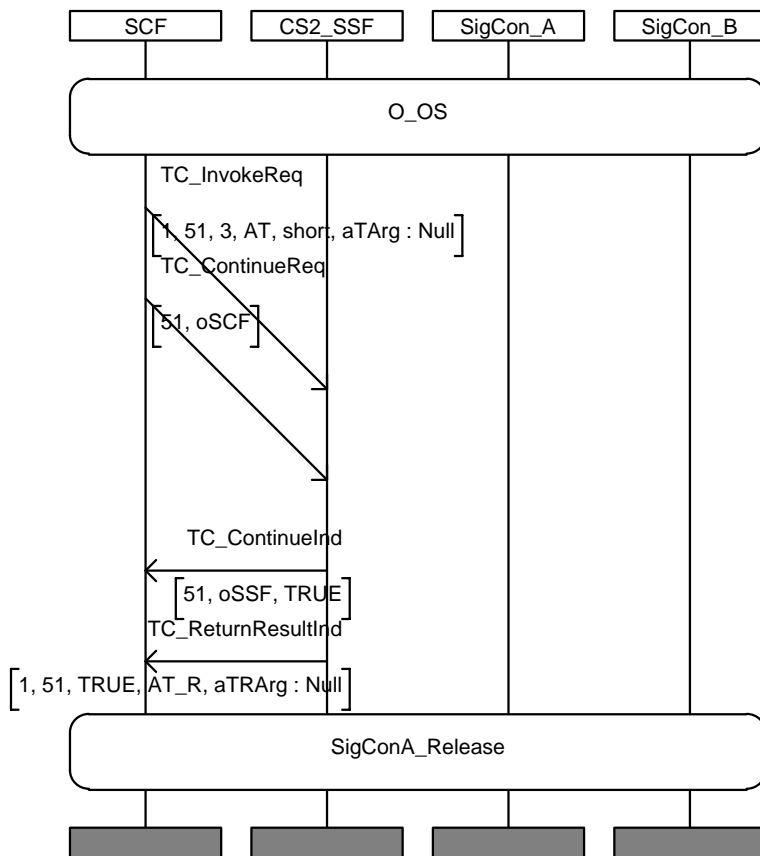 SCF CS2_SSF SigCon_A SigCon_B
O_OS
TC_InvokeReq
1, 51, 3, AT, short, aTArg : Null
TC_ContinueReq
51, oSCF
TC_ContinueInd
51, oSSF, TRUE
TC_ReturnResultInd
1, 51, TRUE, AT_R, aTRArg : Null
SigConA_Release